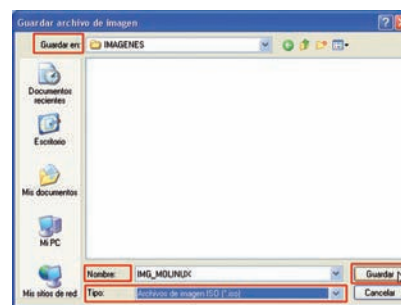 Guardar archivo de imagen
Guardar en: IMAGENES
Documentos
recientes
Escritorio
Mis documentos
Mi PC
Mis sitios de red
Nombre: IMG_MOLINUX Guardar
Tipo: Archivos de imagen ISO (*.iso) Cancelar